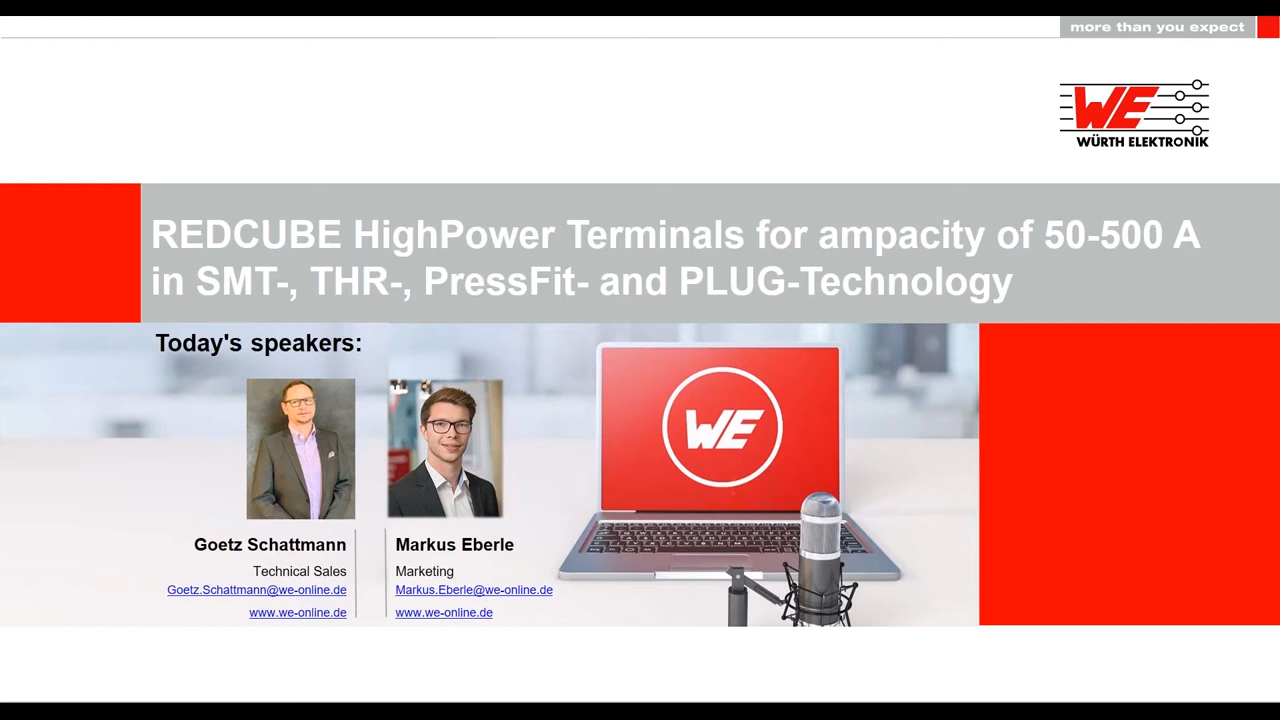 more than you expect
WE
WÜRTH ELEKTRONIK
REDCUBE HighPower Terminals for ampacity of 50-500 A
in SMT-, THR-, PressFit- and PLUG-Technology
Today's speakers:
WE
Goetz Schattmann
Technical Sales
Goetz.Schattmann@we-online.de
www.we-online.de
Markus Eberle
Marketing
Markus.Eberle@we-online.de
www.we-online.de